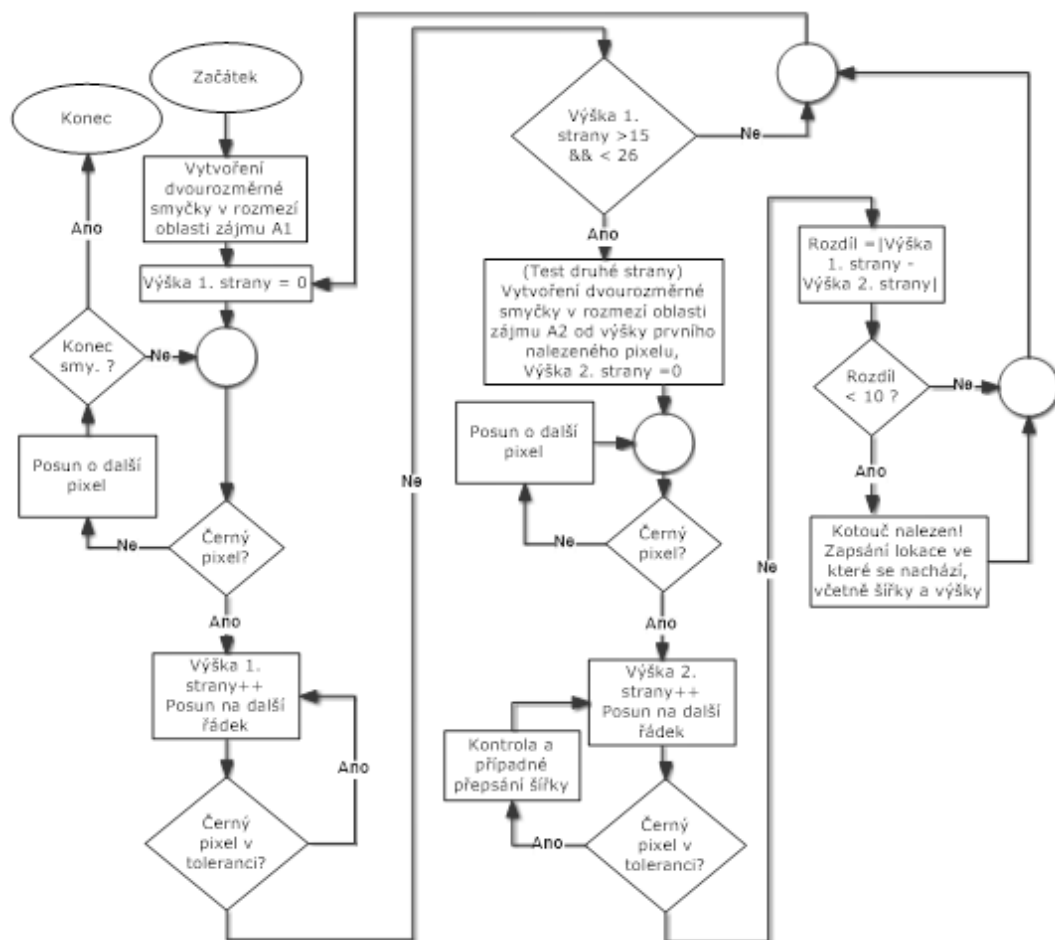 Začátek
Konec
Vytvoření
dvourozměrné
smyčky v rozmezí
oblasti zájmu A1
Ano
Výška 1. strany = 0
Konec
smy. ?
Ne
Posun o další
pixel
Ne
Černý
pixel?
Ano
Výška 1.
strany++
Posun na další
řádek
Ano
Černý
pixel v
toleranci?
Ne
Výška 1.
strany >15
&& < 26
Ne
Ano
(Test druhé strany)
Vytvoření dvourozměrné
smyčky v rozmezí oblasti
zájmu A2 od výšky prvního
nalezeného pixelu,
Výška 2. strany =0
Posun o další
pixel
Ne
Černý
pixel?
Ano
Výška 2.
strany++
Posun na další
řádek
Kontrola a
případné
přepsání šířky
Ano
Černý
pixel v
toleranci?
Ne
Rozdíl =|Výška
1. strany -
Výška 2. strany|
Rozdíl
< 10 ?
Ne
Ano
Kotouč nalezen!
Zapsání lokace ve
které se nachází,
včetně šířky a výšky